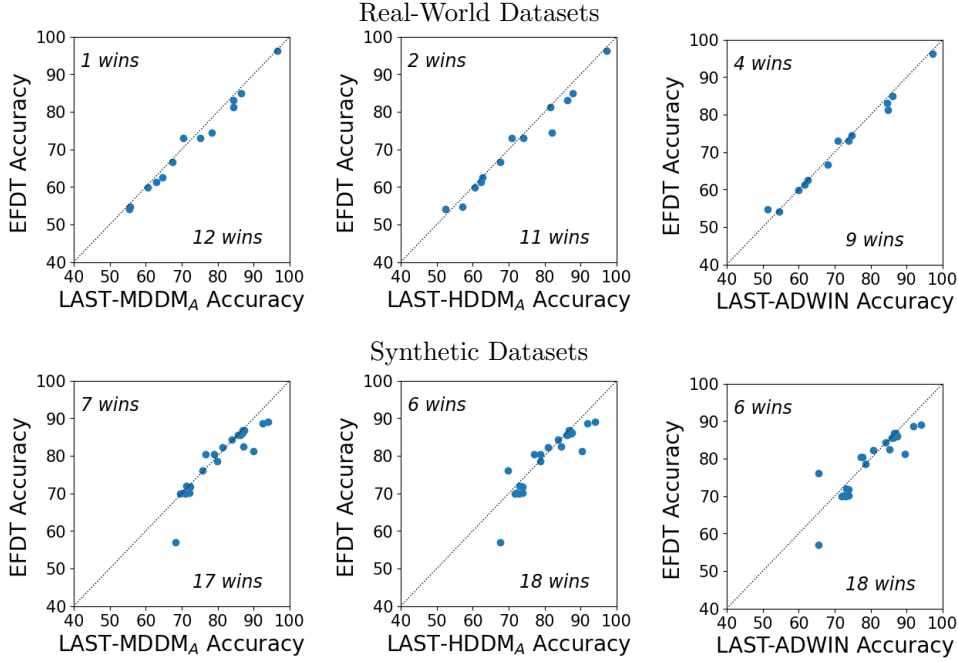 Real-World Datasets
100
90
80
70
60
50
40
EFDT Accuracy
1 wins
12 wins
40 50 60 70 80 90 100
LAST-MDDM_A Accuracy
100
90
80
70
60
50
40
EFDT Accuracy
2 wins
11 wins
40 50 60 70 80 90 100
LAST-HDDM_A Accuracy
100
90
80
70
60
50
40
EFDT Accuracy
4 wins
9 wins
40 50 60 70 80 90 100
LAST-ADWIN Accuracy
Synthetic Datasets
100
90
80
70
60
50
40
EFDT Accuracy
7 wins
17 wins
40 50 60 70 80 90 100
LAST-MDDM_A Accuracy
100
90
80
70
60
50
40
EFDT Accuracy
6 wins
18 wins
40 50 60 70 80 90 100
LAST-HDDM_A Accuracy
100
90
80
70
60
50
40
EFDT Accuracy
6 wins
18 wins
40 50 60 70 80 90 100
LAST-ADWIN Accuracy